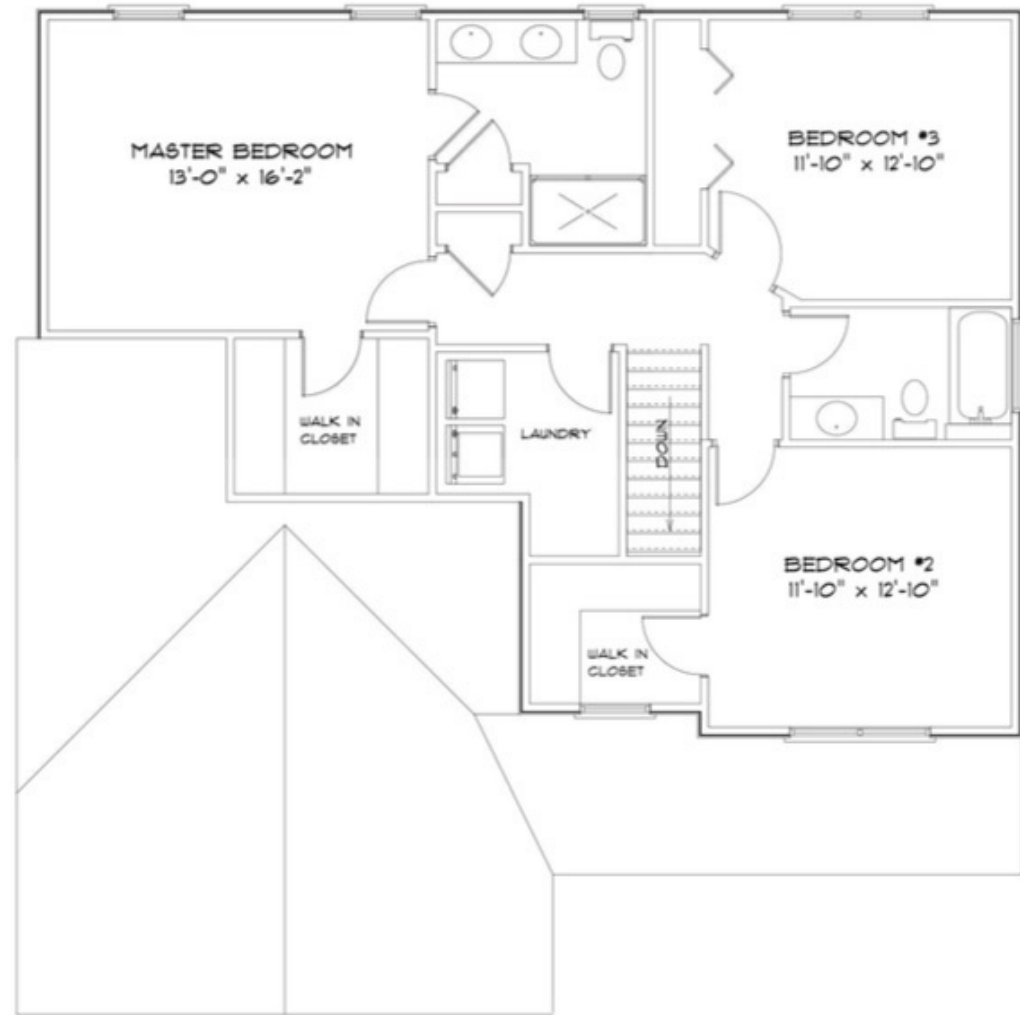 MASTER BEDROOM
13'-0" x 16'-2"
BEDROOM #3
11'-10" x 12'-10"
WALK IN
CLOSET
LAUNDRY
DOWN
BEDROOM #2
11'-10" x 12'-10"
WALK IN
CLOSET